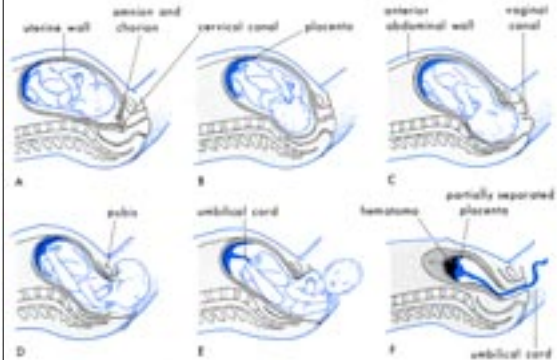 amnion and
chorion
uterine wall
cervical canal
placenta
anterior
abdominal wall
vaginal
canal
A
B
C
pubis
umbilical cord
partially separated
placenta
hematoma
D
E
F
umbilical cord